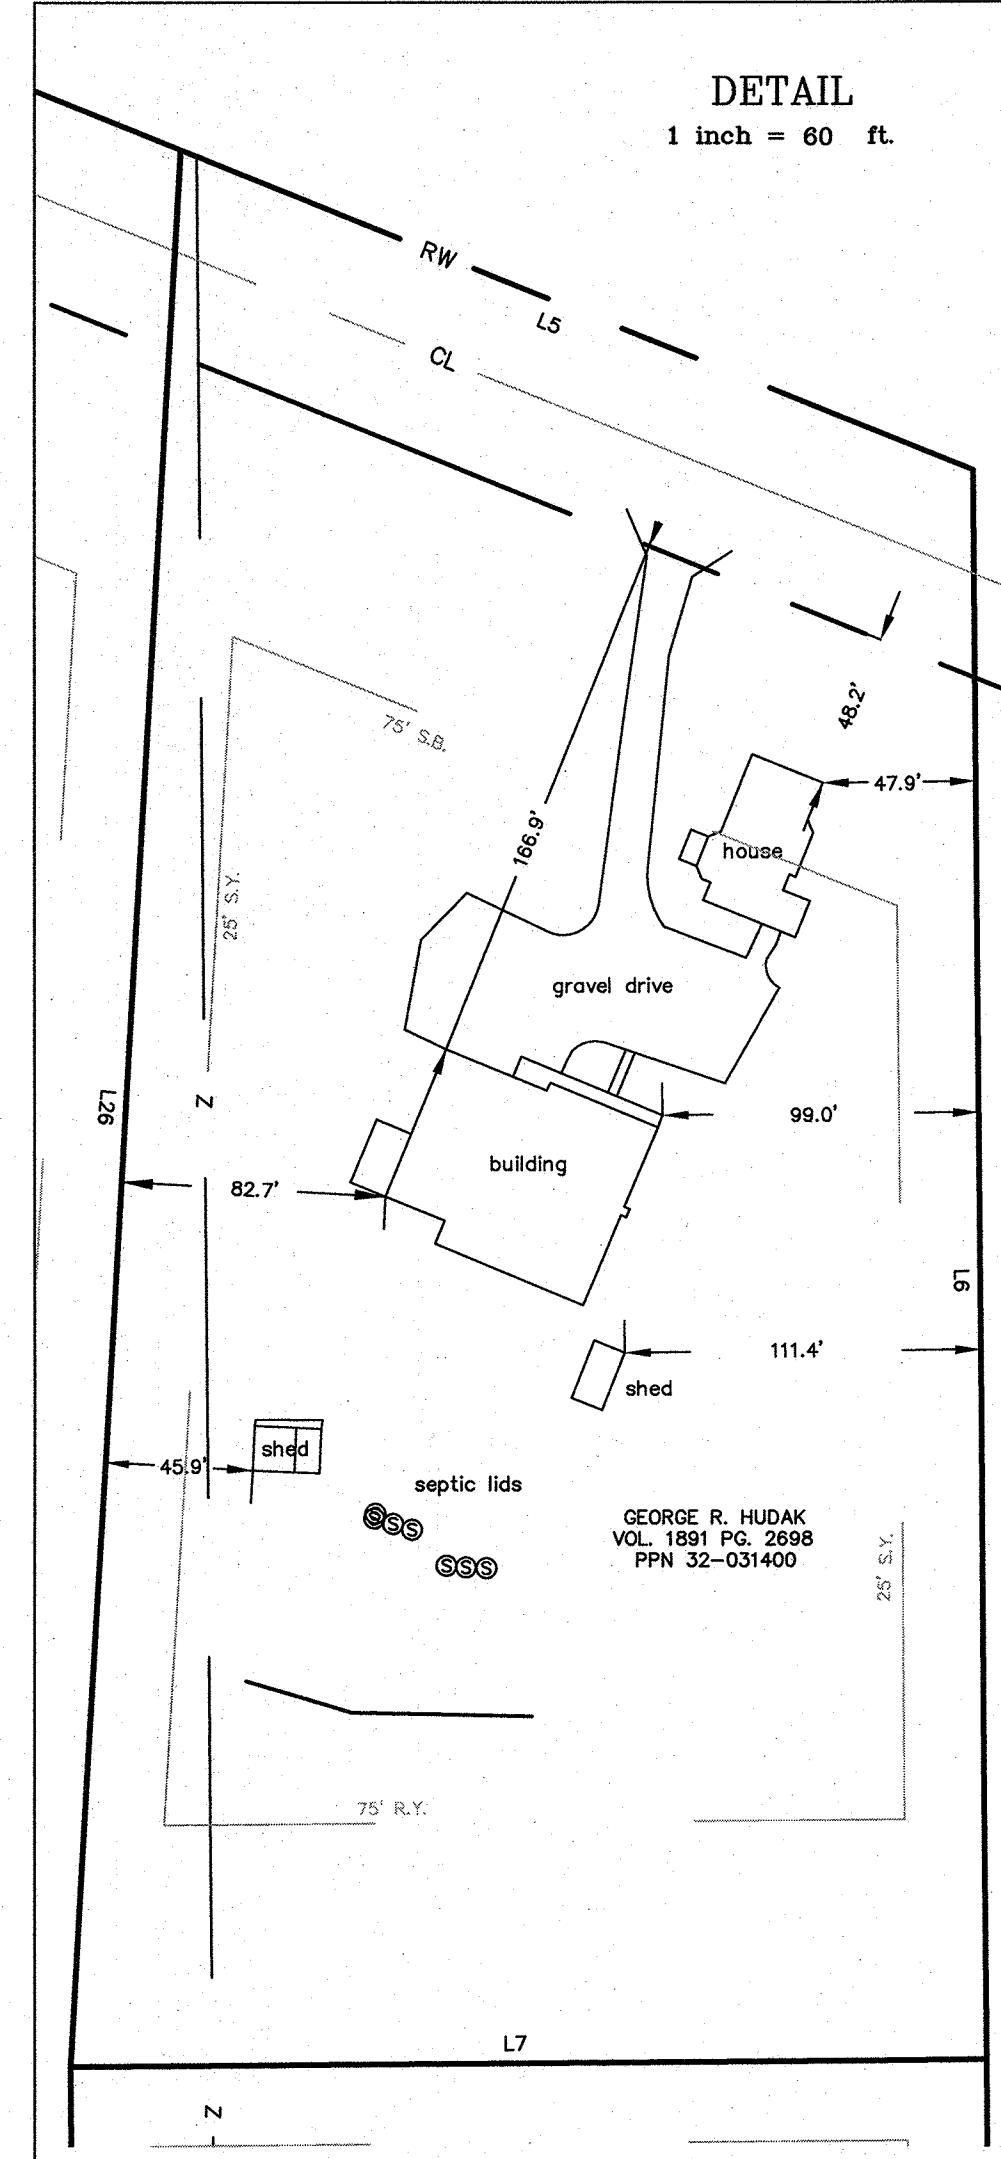 DETAIL
1 inch = 60 ft.
RW
L5
CL
48.2'
75' S.B.
47.9'
166.9'
house
25' S.Y.
gravel drive
L26
Z
99.0'
building
82.7'
L6
111.4'
shed
shed
45.9'
septic lids
S S S S
S S S
GEORGE R. HUDAK
VOL. 1891 PG. 2698
PPN 32-031400
25' S.Y.
75' R.Y.
L7
Z